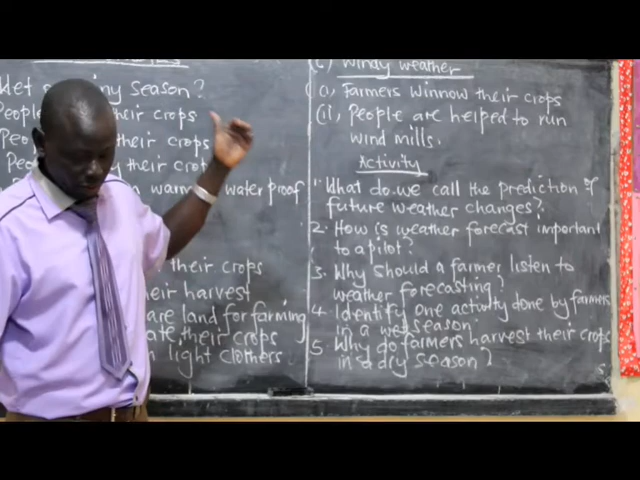 Wet season?
People their crops
their crops
their crops
warm water proof
their crops
their harvest
are land for farming
their crops
light clothers
Windy weather
(i, Farmers winnow their crops
(ii, People are helped to run
wind mills.
Activity
1. What do we call the prediction of
future weather changes?
2. How is weather forecast important
to a pilot?
3. Why should a farmer listen to
weather forecasting?
4. Identify one activity done by farmers
in a wet season.
5. Why do farmers harvest their crops
in a dry season?